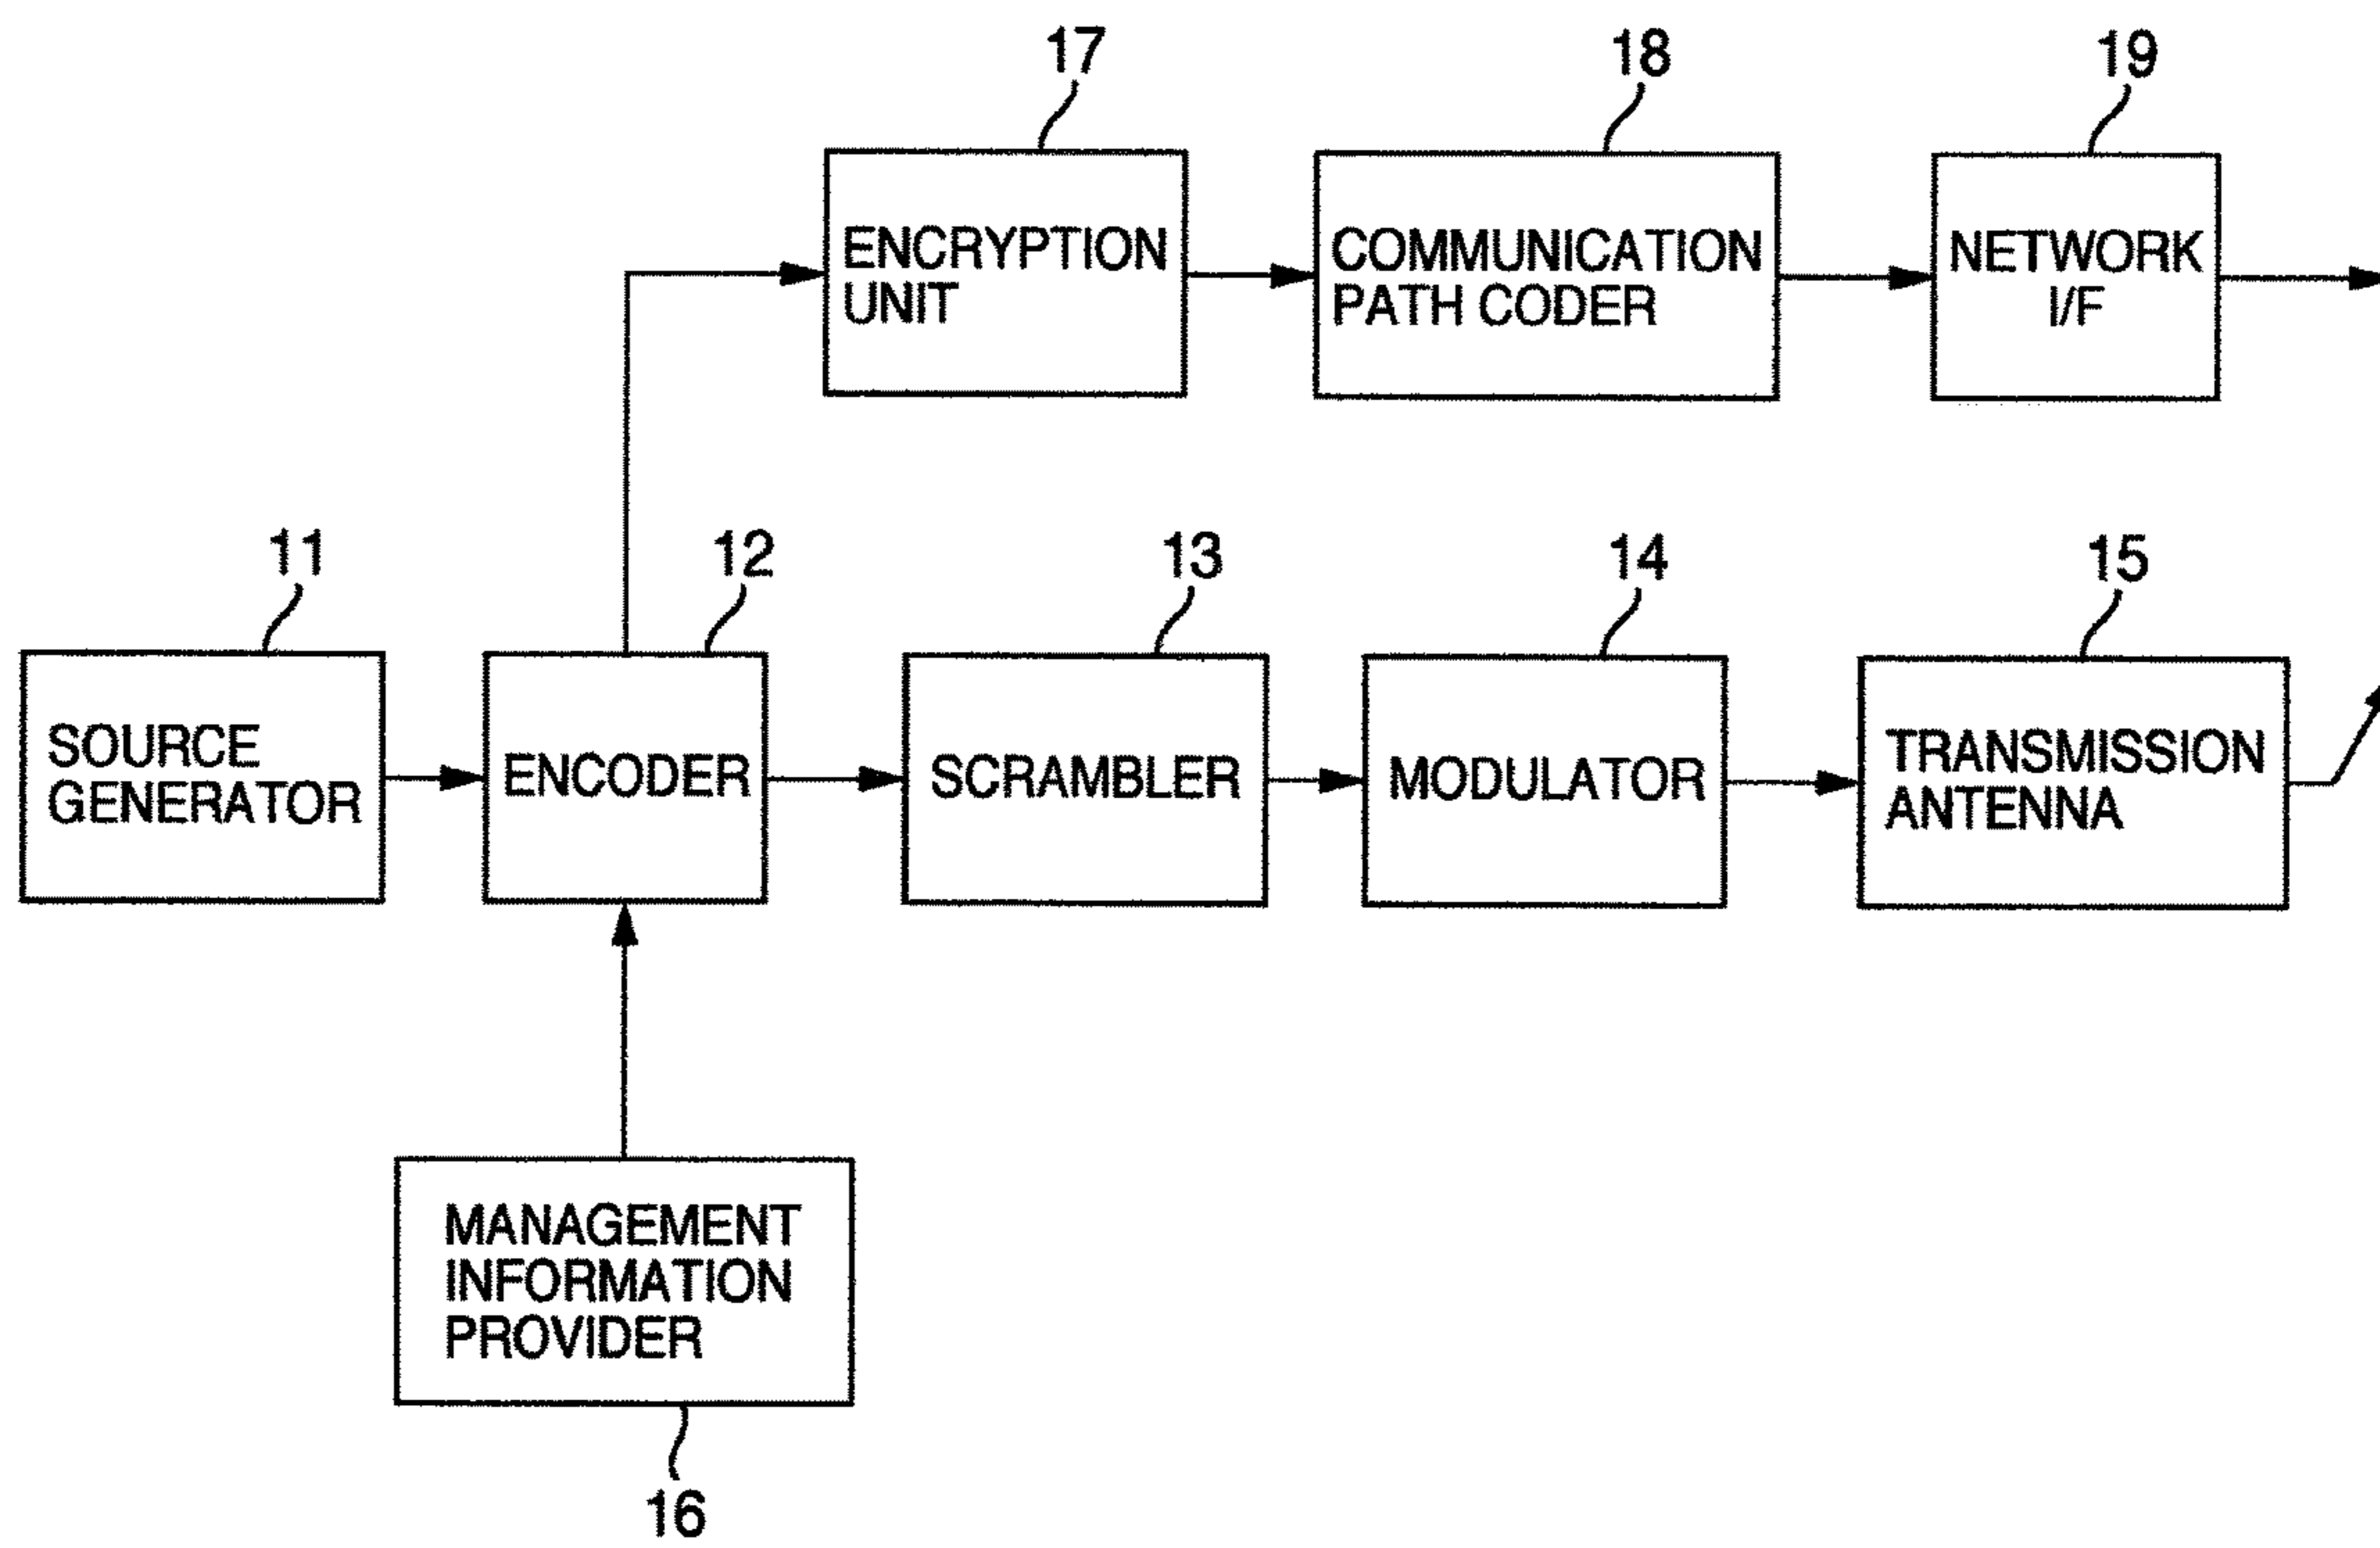 17
18
19
ENCRYPTION
UNIT
COMMUNICATION
PATH CODER
NETWORK
I/F
11
12
13
14
15
SOURCE
GENERATOR
ENCODER
SCRAMBLER
MODULATOR
TRANSMISSION
ANTENNA
MANAGEMENT
INFORMATION
PROVIDER
16